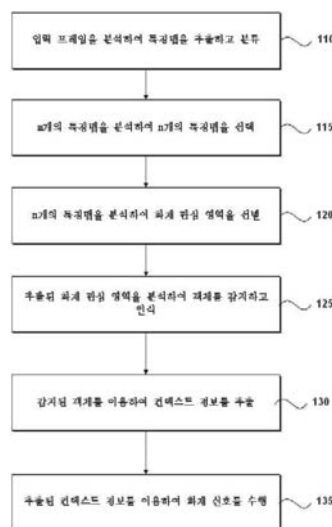 입력 프레임을 분석하여 특징맵을 추출하고 분류
110
m개의 특징맵을 분석하여 n개의 특징맵을 선택
115
n개의 특징맵을 분석하여 화재 관심 영역을 선별
120
추출된 화재 관심 영역을 분석하여 객체를 감지하고
인식
125
감지된 객체를 이용하여 컨텍스트 정보를 추출
130
추출된 컨텍스트 정보를 이용하여 화재 신호를 수행
135